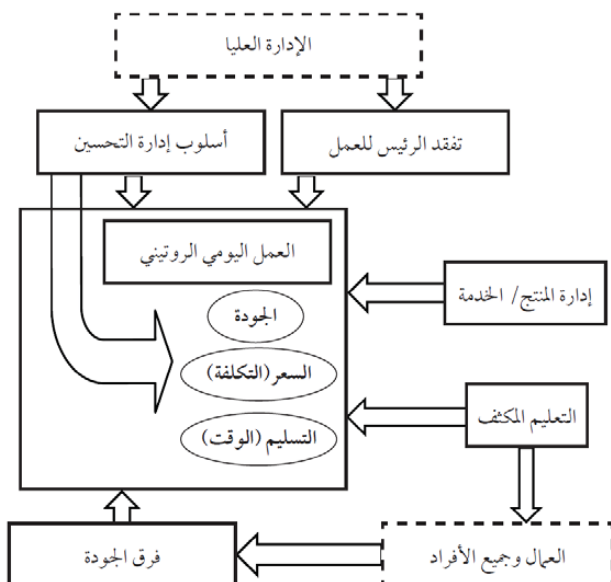 الإدارة العليا
تفقد الرئيس للعمل
أسلوب إدارة التحسين
العمل اليومي الروتيني
الجودة
إدارة المنتج/ الخدمة
السعر (التكلفة)
التعليم المكثف
التسليم (الوقت)
العمال وجميع الأفراد
فرق الجودة